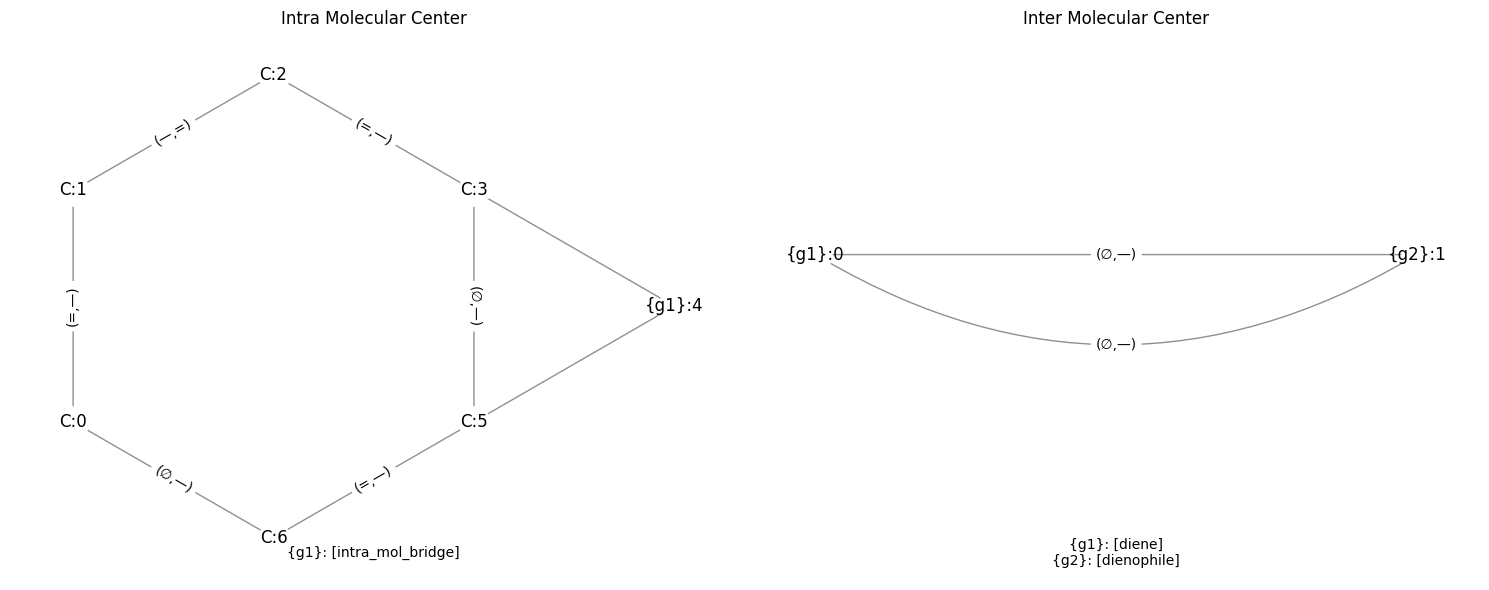 Intra Molecular Center
C:2
(—,=)
(=,—)
C:1
C:3
(=,—)
(∅,—)
{g1}:4
C:0
C:5
(∅,—)
(=,—)
C:6
{g1}: [intra_mol_bridge]
Inter Molecular Center
{g1}:0
(∅,—)
{g2}:1
(∅,—)
{g1}: [diene]
{g2}: [dienophile]